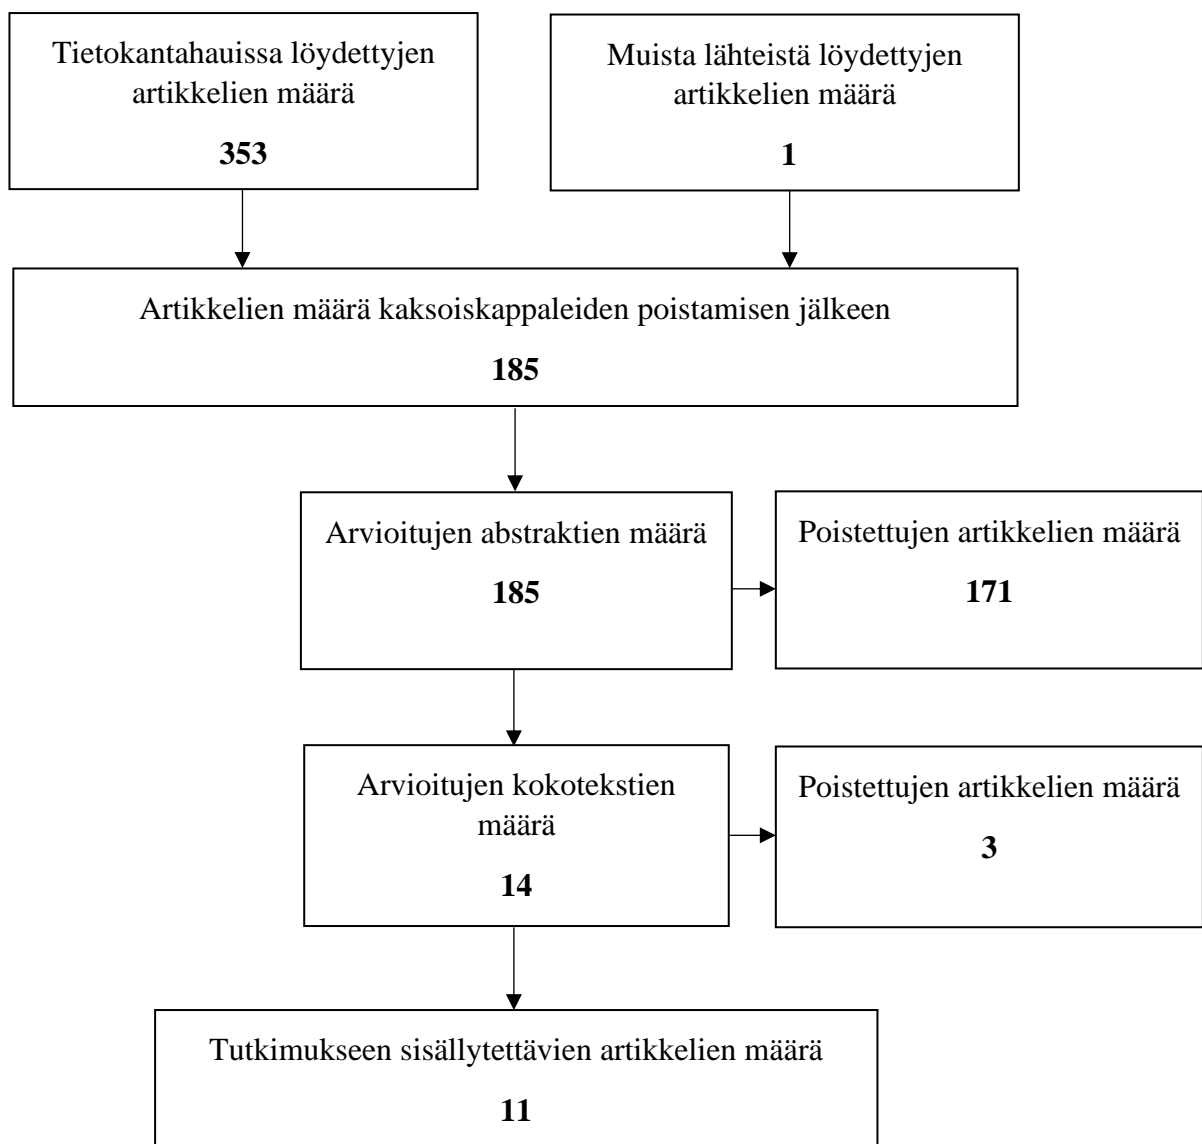 Tietokantahauissa löydettyjen
artikkelien määrä
353
Muista lähteistä löydettyjen
artikkelien määrä
1
Artikkelien määrä kaksoiskappaleiden poistamisen jälkeen
185
Arvioitujen abstraktien määrä
185
Poistettujen artikkelien määrä
171
Arvioitujen kokotekstien
määrä
14
Poistettujen artikkelien määrä
3
Tutkimukseen sisällytettävien artikkelien määrä
11